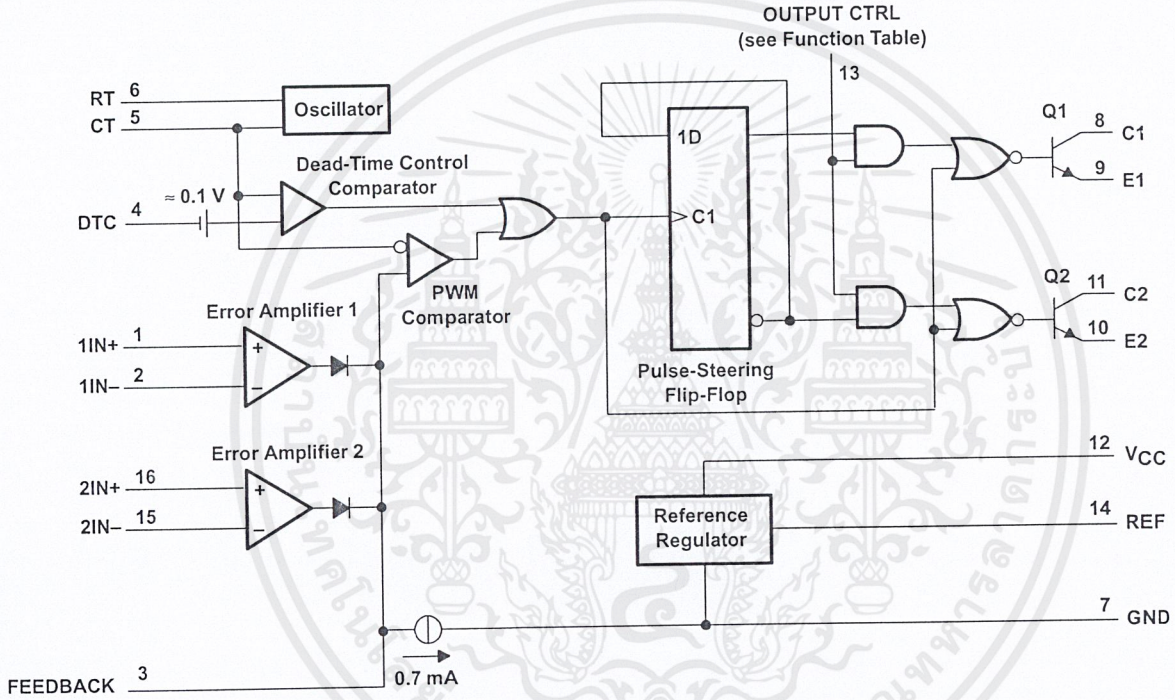 OUTPUT CTRL
(see Function Table)
13
RT 6
CT 5
Oscillator
Dead-Time Control
Comparator
≈ 0.1 V
DTC 4
PWM
Comparator
1D
C1
Pulse-Steering
Flip-Flop
Q1
8 C1
9 E1
Q2
11 C2
10 E2
Error Amplifier 1
1IN+ 1
+
1IN– 2
–
Error Amplifier 2
2IN+ 16
+
2IN– 15
–
12 VCC
Reference
Regulator
14 REF
7 GND
0.7 mA
FEEDBACK 3